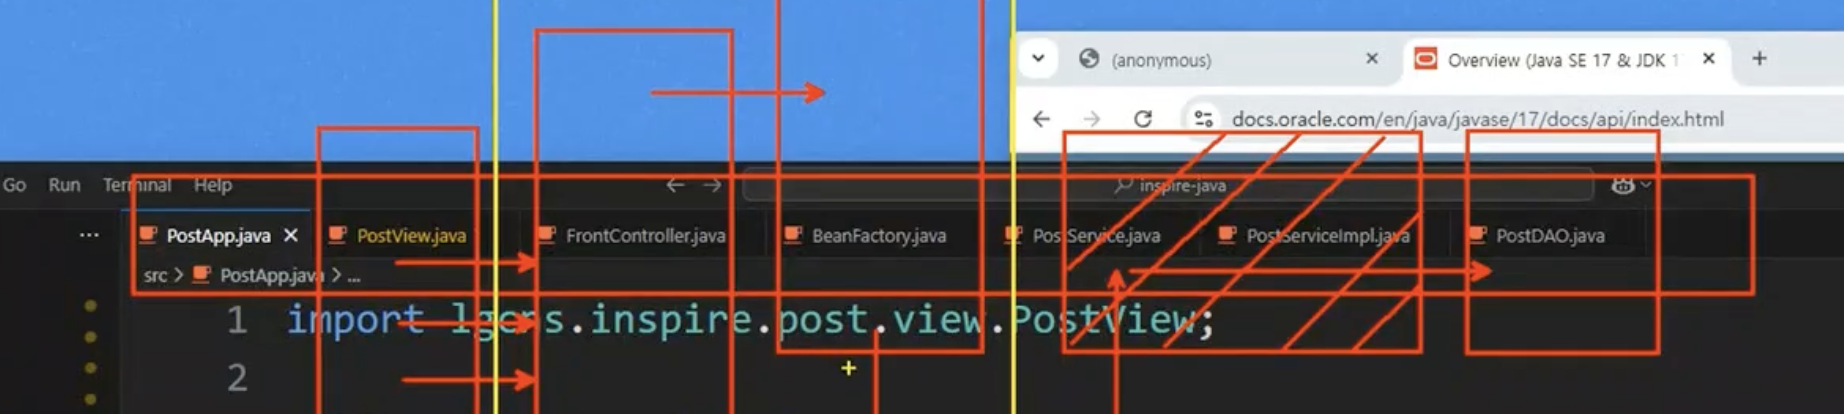 (anonymous)
Overview (Java SE 17 & JDK 1
docs.oracle.com/en/java/javase/17/docs/api/index.html
Go Run Terminal Help
inspire-java
PostApp.java PostView.java FrontController.java BeanFactory.java PostService.java PostServiceImpl.java PostDAO.java
src > PostApp.java > ...
1 import lgcns.inspire.post.view.PostView;
2